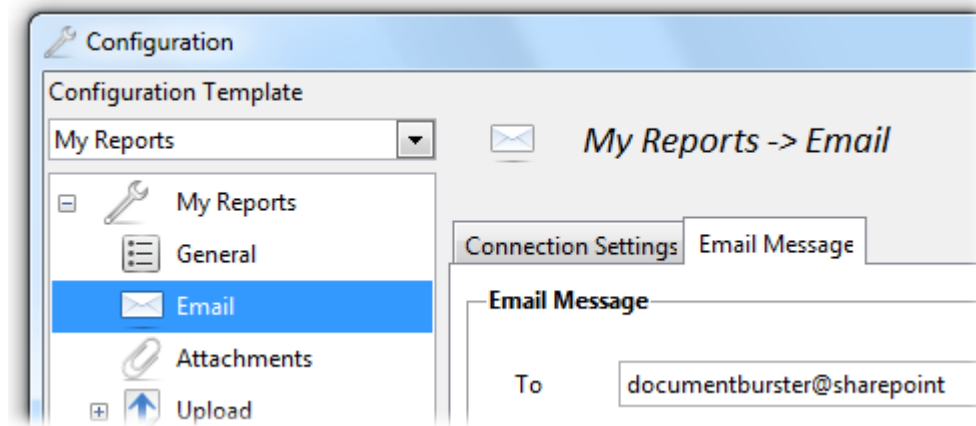 Configuration
Configuration Template
My Reports
My Reports -> Email
My Reports
General
Email
Attachments
Upload
Connection Settings
Email Message
Email Message
To
documentburster@sharepoint